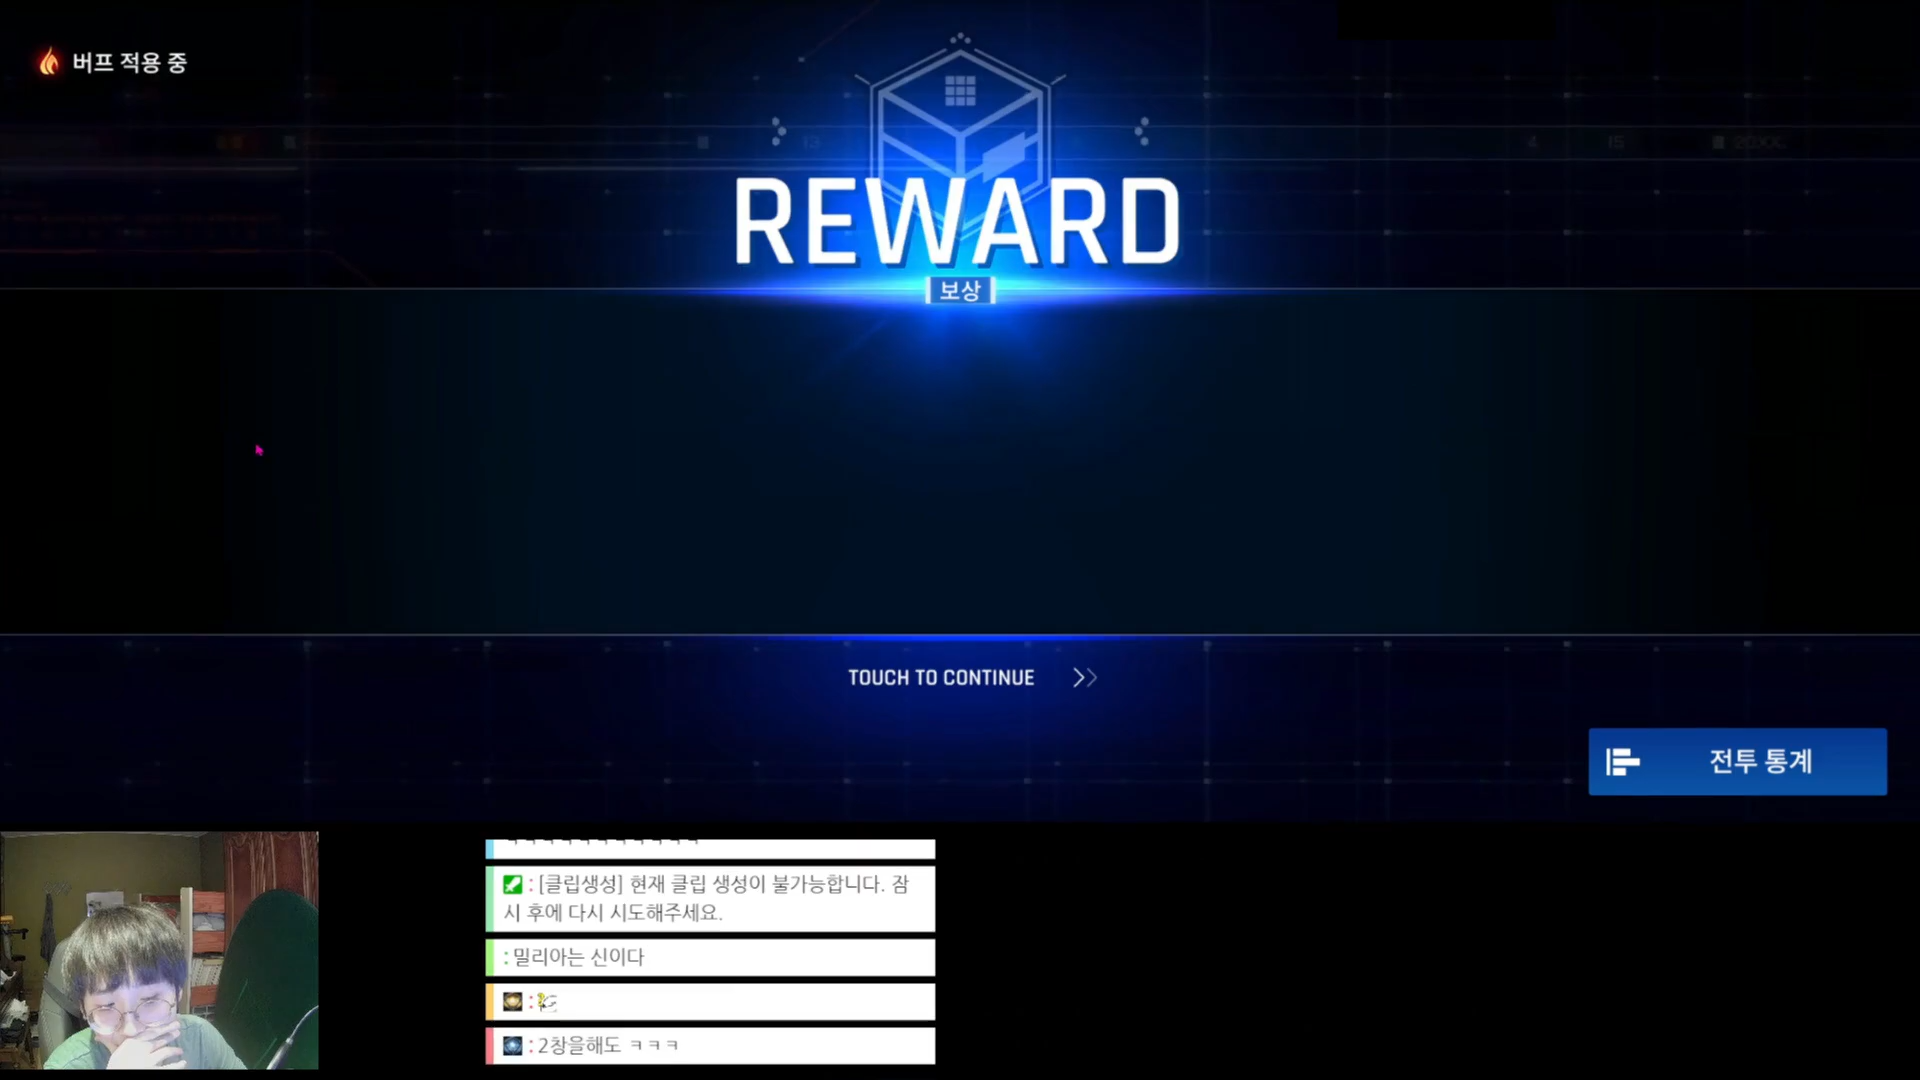 버프 적용 중
REWARD
보상
TOUCH TO CONTINUE
전투 통계
: [클립생성] 현재 클립 생성이 불가능합니다. 잠
시 후에 다시 시도해주세요.
: 밀리아는 신이다
:
: 2창을해도 ㅋㅋㅋ